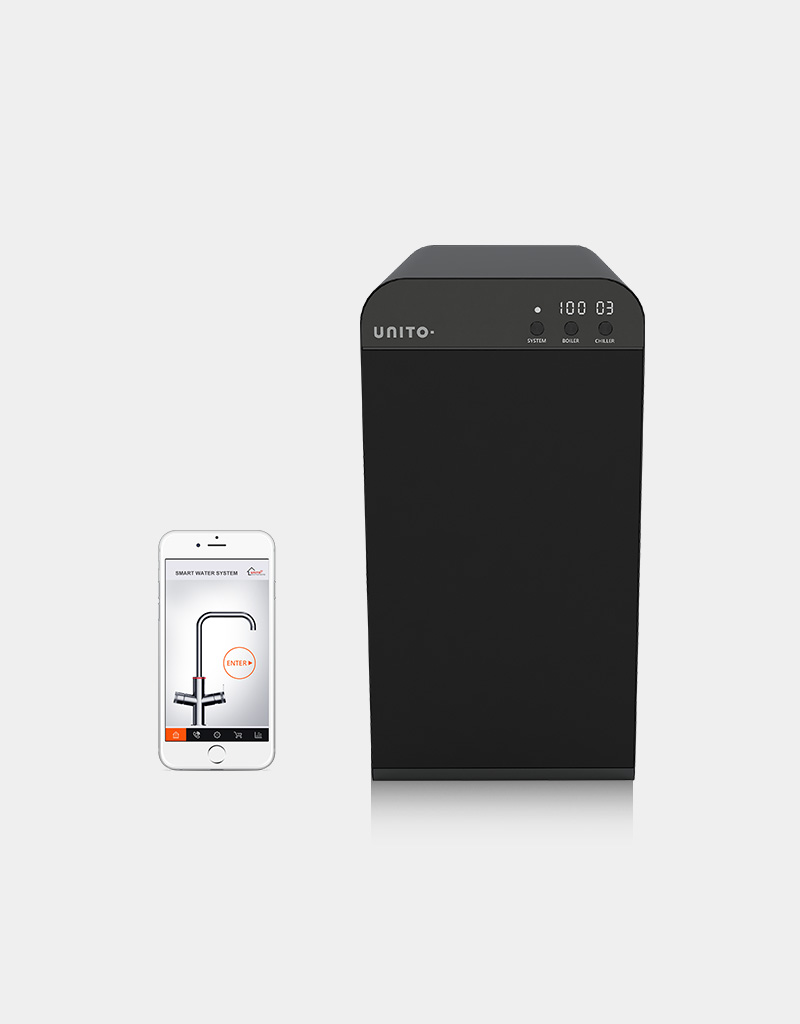 100 03
UNITO
SYSTEM BOILER CHILLER
SMART WATER SYSTEM
ENTER